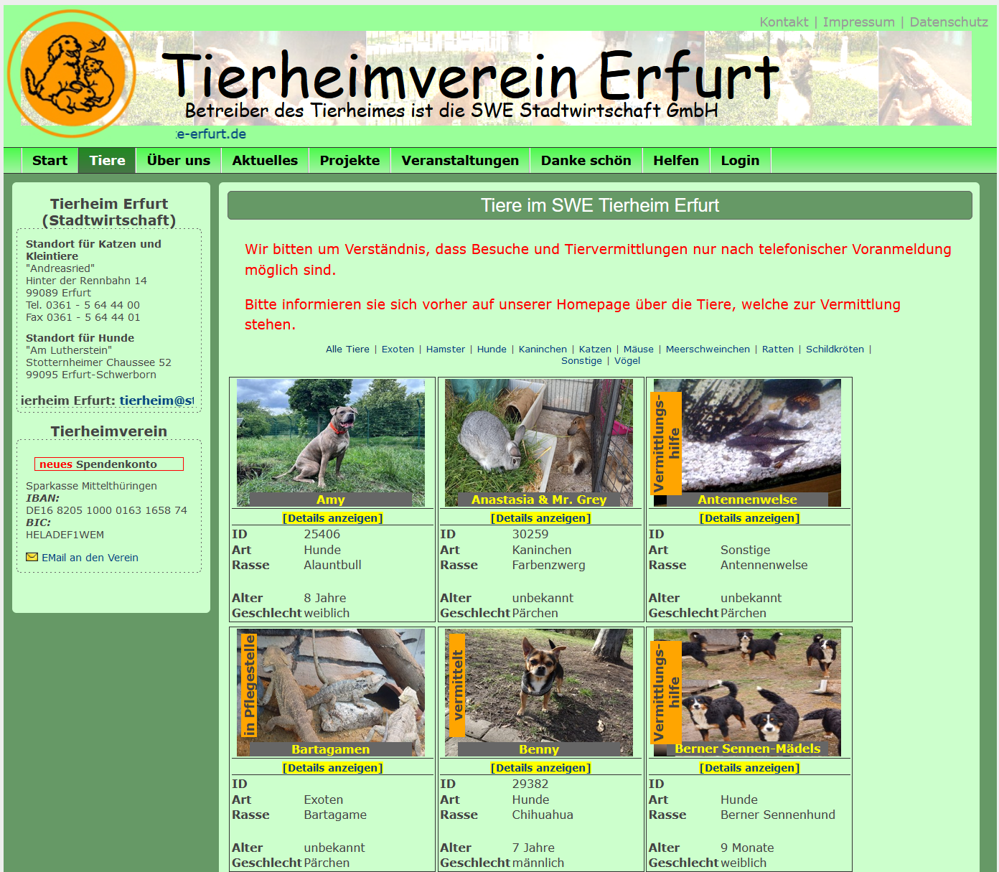 Kontakt | Impressum | Datenschutz
Tierheimverein Erfurt
Betreiber des Tierheimes ist die SWE Stadtwirtschaft GmbH
te-erfurt.de
Start Tiere Über uns Aktuelles Projekte Veranstaltungen Danke schön Helfen Login
Tierheim Erfurt
(Stadtwirtschaft)
Standort für Katzen und
Kleintiere
"Andreasried"
Hinter der Rennbahn 14
99089 Erfurt
Tel. 0361 - 5 64 44 00
Fax 0361 - 5 64 44 01
Standort für Hunde
"Am Lutherstein"
Stotternheimer Chaussee 52
99095 Erfurt-Schwerborn
ierheim Erfurt: tierheim@st
Tierheimverein
neues Spendenkonto
Sparkasse Mittelthüringen
IBAN:
DE16 8205 1000 0163 1658 74
BIC:
HELADEF1WEM
EMail an den Verein
Tiere im SWE Tierheim Erfurt
Wir bitten um Verständnis, dass Besuche und Tiervermittlungen nur nach telefonischer Voranmeldung
möglich sind.
Bitte informieren sie sich vorher auf unserer Homepage über die Tiere, welche zur Vermittlung
stehen.
Alle Tiere | Exoten | Hamster | Hunde | Kaninchen | Katzen | Mäuse | Meerschweinchen | Ratten | Schildkröten |
Sonstige | Vögel
Amy
[Details anzeigen]
ID 25406
Art Hunde
Rasse Alauntbull
Alter 8 Jahre
Geschlecht weiblich
Anastasia & Mr. Grey
[Details anzeigen]
ID 30259
Art Kaninchen
Rasse Farbenzwerg
Alter unbekannt
Geschlecht Pärchen
Vermittlungs-
hilfe
Antennenwelse
[Details anzeigen]
ID
Art Sonstige
Rasse Antennenwelse
Alter unbekannt
Geschlecht Pärchen
in Pflegestelle
Bartagamen
[Details anzeigen]
ID
Art Exoten
Rasse Bartagame
Alter unbekannt
Geschlecht Pärchen
vermittelt
Benny
[Details anzeigen]
ID 29382
Art Hunde
Rasse Chihuahua
Alter 7 Jahre
Geschlecht männlich
Vermittlungs-
hilfe
Berner Sennen-Mädels
[Details anzeigen]
ID
Art Hunde
Rasse Berner Sennenhund
Alter 9 Monate
Geschlecht weiblich